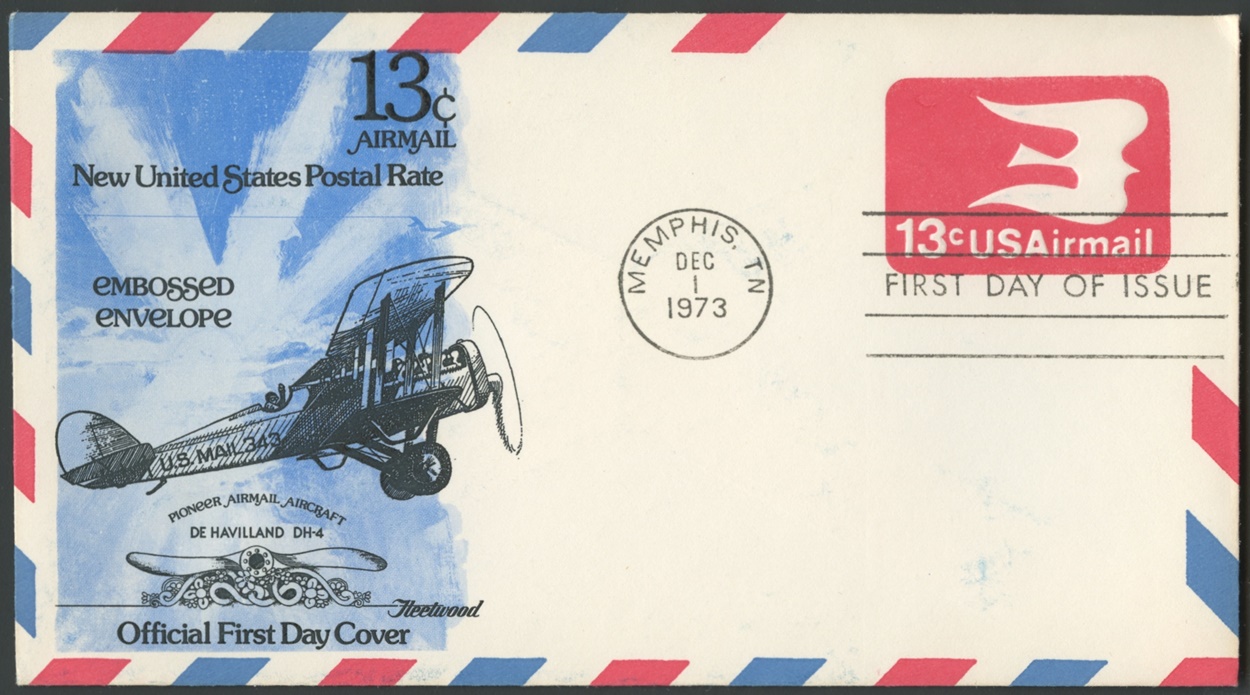 13¢
AIRMAIL
New United States Postal Rate
EMBOSSED
ENVELOPE
U.S. MAIL 343
PIONEER AIRMAIL AIRCRAFT
DE HAVILLAND DH-4
Fleetwood
Official First Day Cover
MEMPHIS, TN
DEC
1
1973
13c USAirmail
FIRST DAY OF ISSUE